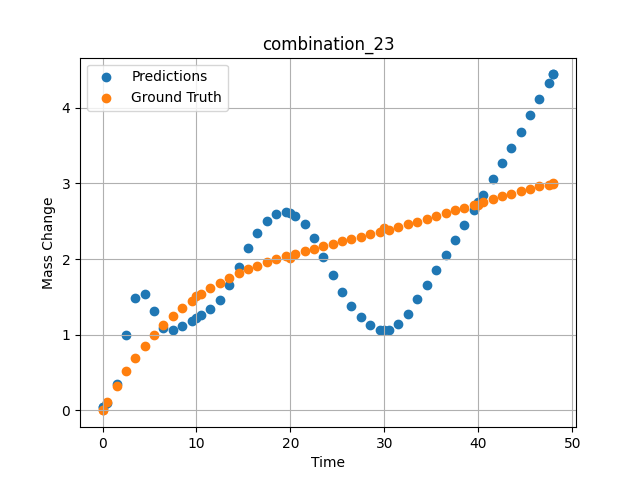 combination_23
Predictions
Ground Truth
4
3
2
1
0
Mass Change
0 10 20 30 40 50
Time